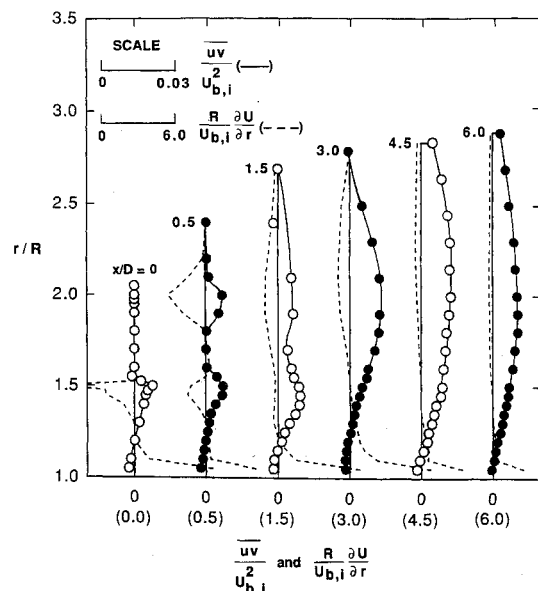 3.5
3.0
2.5
r/R
2.0
1.5
1.0
SCALE
0 0.03
uv
U²b,i
(—)
0 6.0
R ∂U
Ub,i ∂r
(---)
x/D = 0
0.5
1.5
3.0
4.5
6.0
0 0 0 0 0 0
(0.0) (0.5) (1.5) (3.0) (4.5) (6.0)
uv and R ∂U
U²b,i Ub,i ∂r